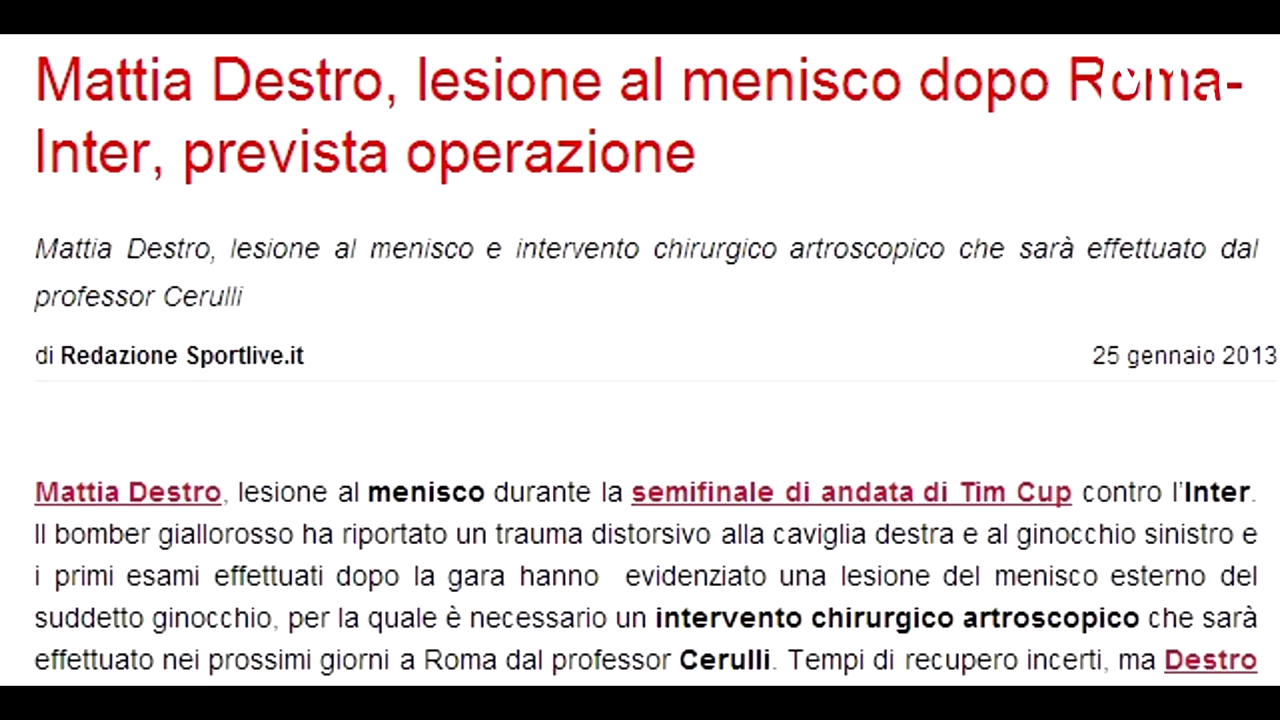 Mattia Destro, lesione al menisco dopo Roma-
Inter, prevista operazione
Mattia Destro, lesione al menisco e intervento chirurgico artroscopico che sarà effettuato dal
professor Cerulli
di Redazione Sportlive.it
25 gennaio 2013
Mattia Destro, lesione al menisco durante la semifinale di andata di Tim Cup contro l'Inter.
Il bomber giallorosso ha riportato un trauma distorsivo alla caviglia destra e al ginocchio sinistro e
i primi esami effettuati dopo la gara hanno evidenziato una lesione del menisco esterno del
suddetto ginocchio, per la quale è necessario un intervento chirurgico artroscopico che sarà
effettuato nei prossimi giorni a Roma dal professor Cerulli. Tempi di recupero incerti, ma Destro